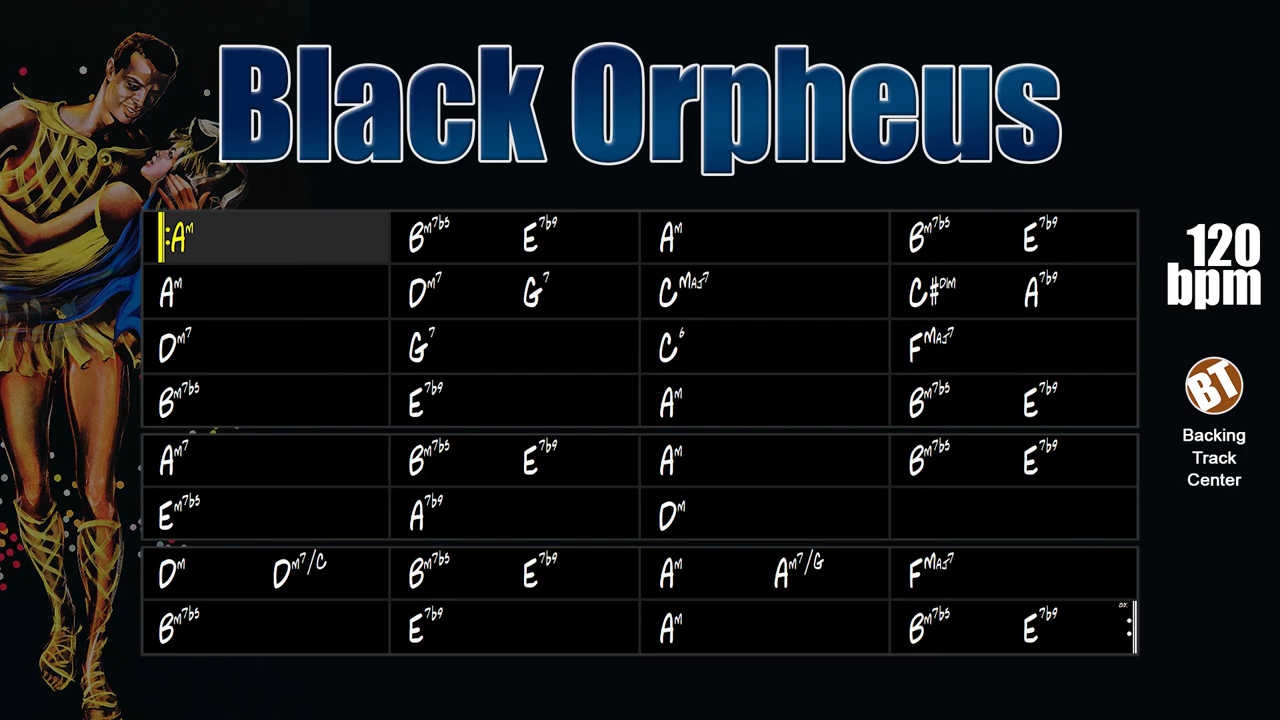 Black Orpheus
Am Bm7b5 E7b9 Am Bm7b5 E7b9
120
bpm
Am Dm7 G7 CMaj7 C#Dim A7b9
Dm7 G7 C6 FMaj7
Bm7b5 E7b9 Am Bm7b5 E7b9
BT
Backing
Track
Center
Am7 Bm7b5 E7b9 Am Bm7b5 E7b9
Em7b5 A7b9 Dm
Dm Dm7/C Bm7b5 E7b9 Am Am7/G FMaj7
Bm7b5 E7b9 Am Bm7b5 E7b9